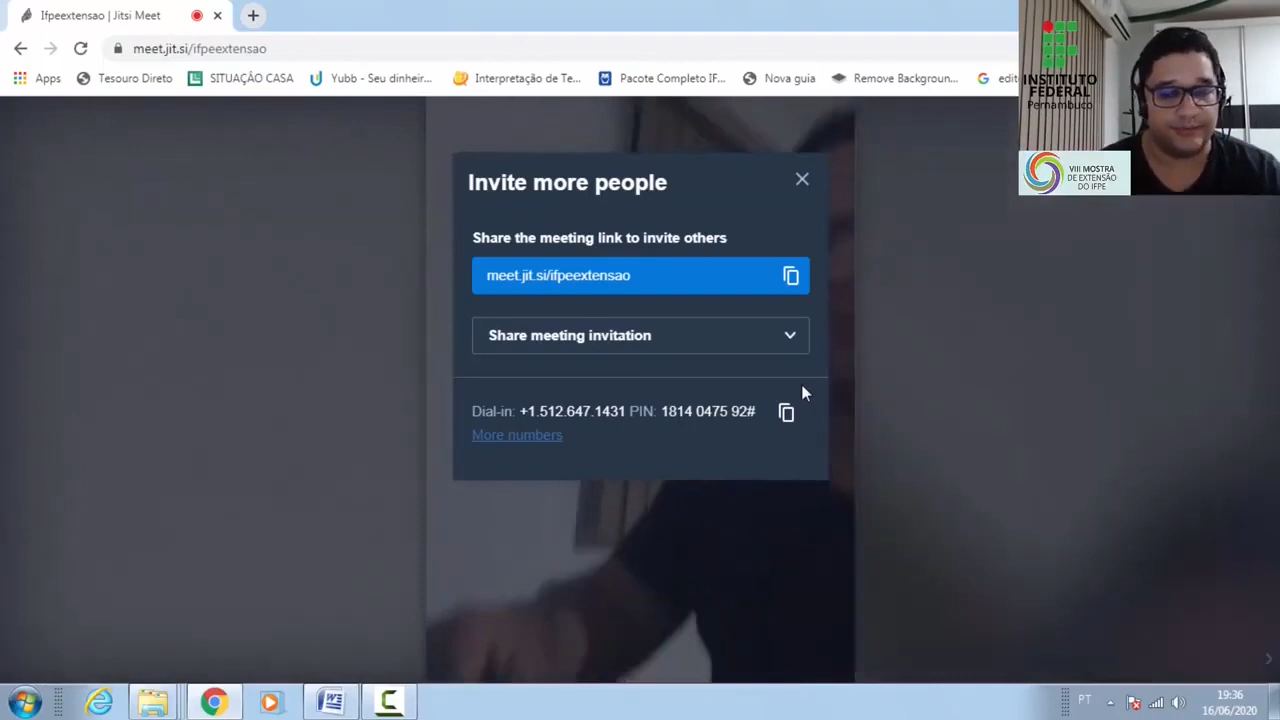 Ifpeextensao | Jitsi Meet
meet.jit.si/ifpeextensao
Apps
Tesouro Direto
SITUAÇÂO CASA
Yubb - Seu dinheir...
Interpretação de Te...
Pacote Completo IF...
Nova guia
Remove Backgroun...
edit
INSTITUTO
FEDERAL
Pernambuco
VIII MOSTRA
DE EXTENSÃO
DO IFPE
Invite more people
Share the meeting link to invite others
meet.jit.si/ifpeextensao
Share meeting invitation
Dial-in: +1.512.647.1431 PIN: 1814 0475 92#
More numbers
PT
19:36
16/06/2020